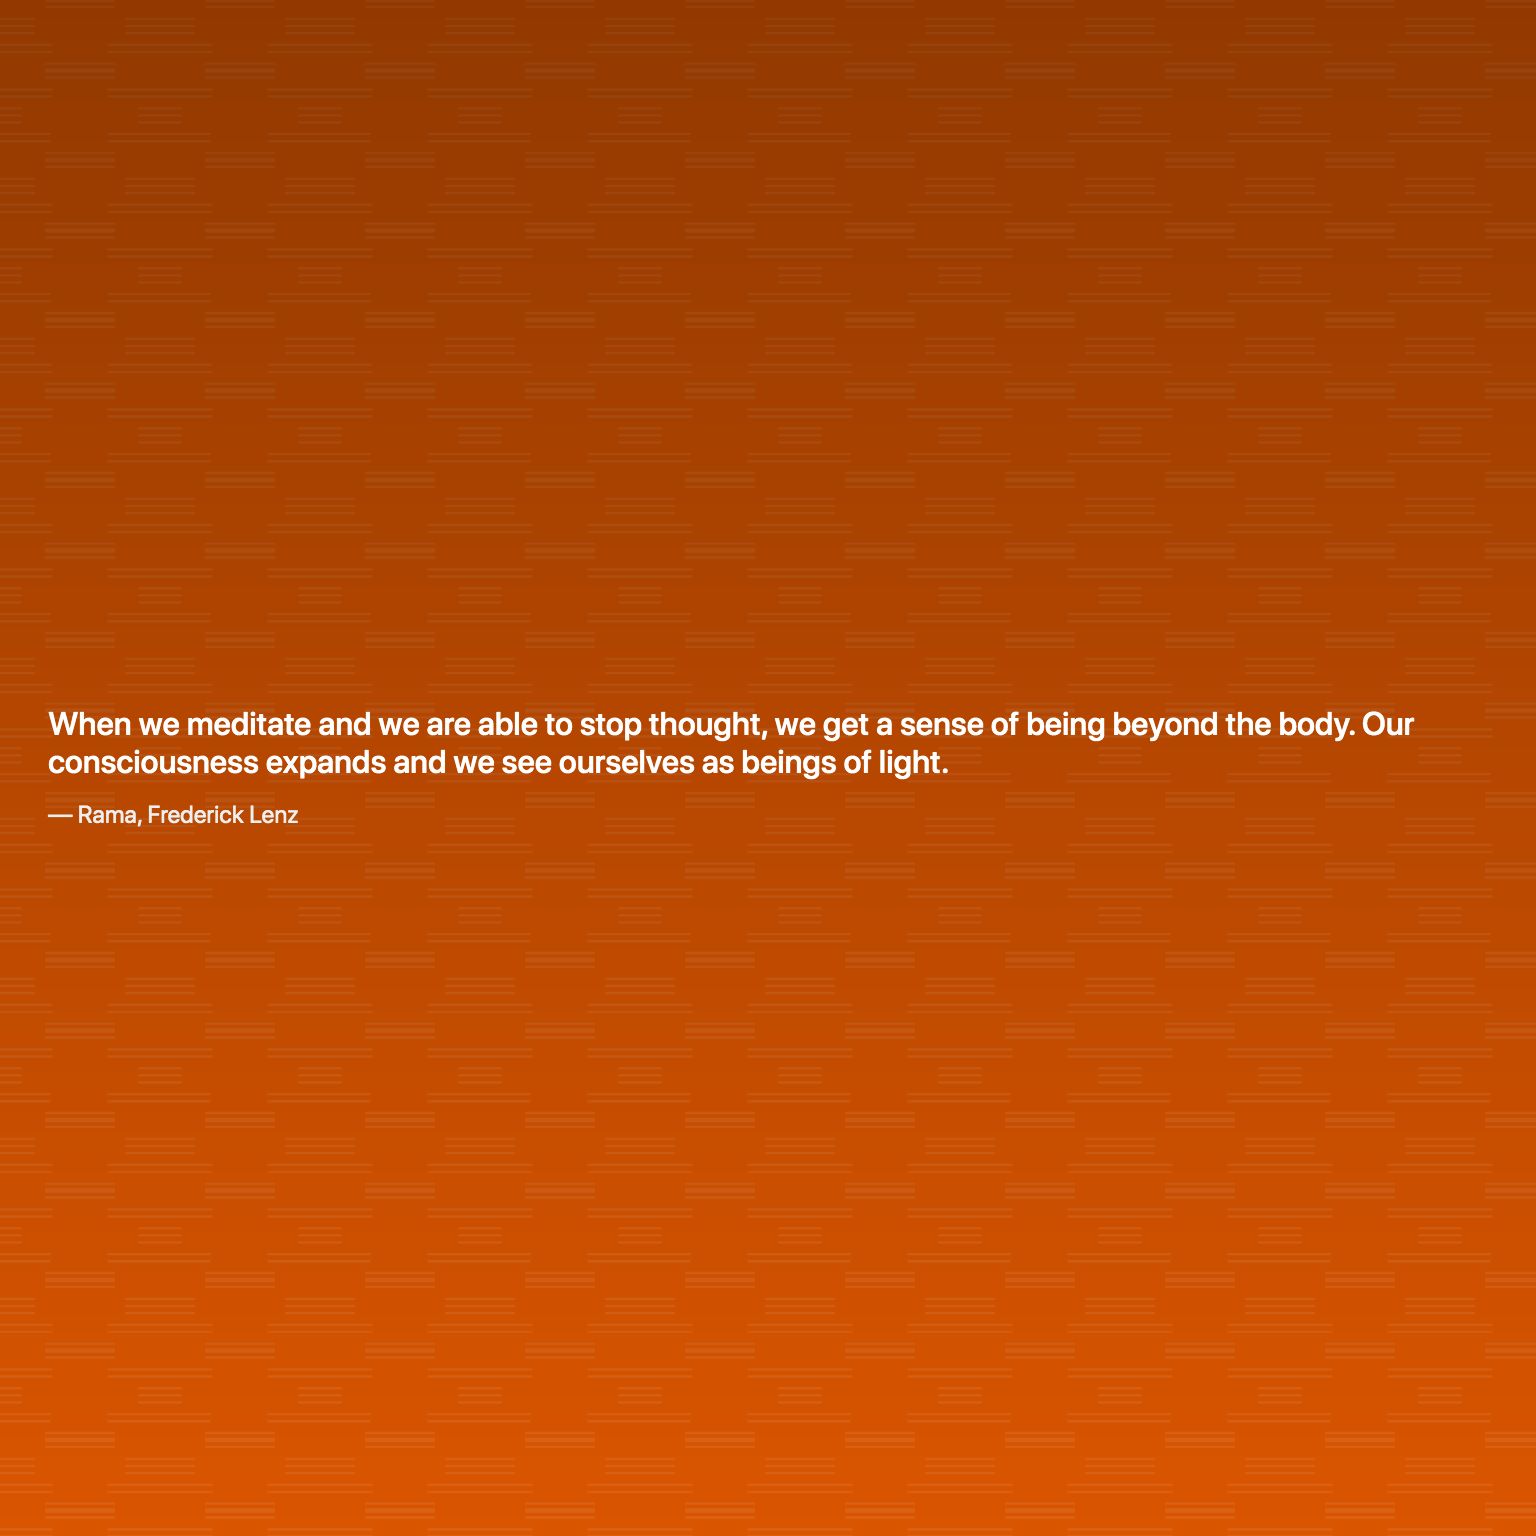 When we meditate and we are able to stop thought, we get a sense of being beyond the body. Our
consciousness expands and we see ourselves as beings of light.
— Rama, Frederick Lenz